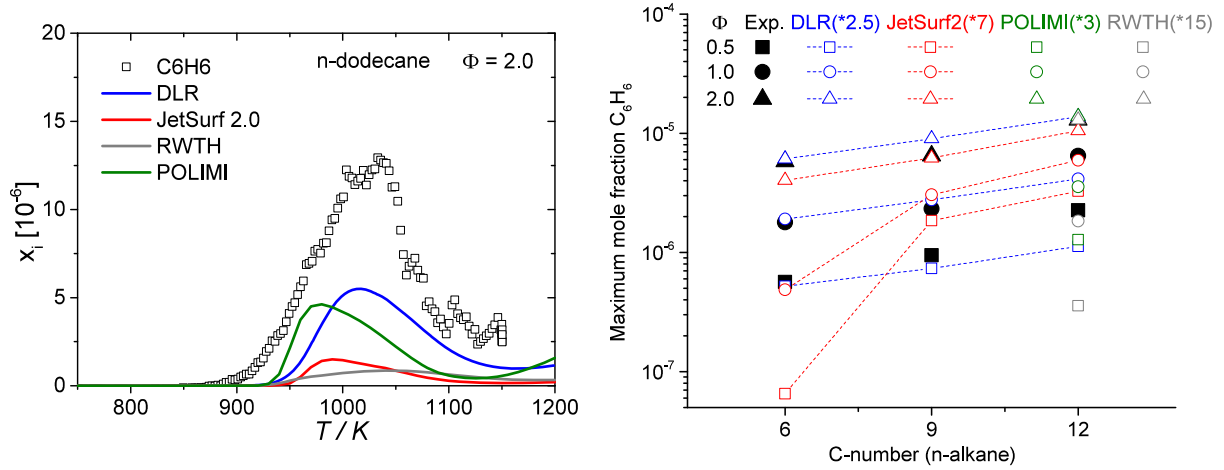 20
15
10
5
0
x_i [10^-6]
n-dodecane Φ = 2.0
C6H6
DLR
JetSurf 2.0
RWTH
POLIMI
800 900 1000 1100 1200
T / K
10^-4
10^-5
10^-6
10^-7
Maximum mole fraction C_6H_6
Φ Exp. DLR(*2.5) JetSurf2(*7) POLIMI(*3) RWTH(*15)
0.5
1.0
2.0
6 9 12
C-number (n-alkane)